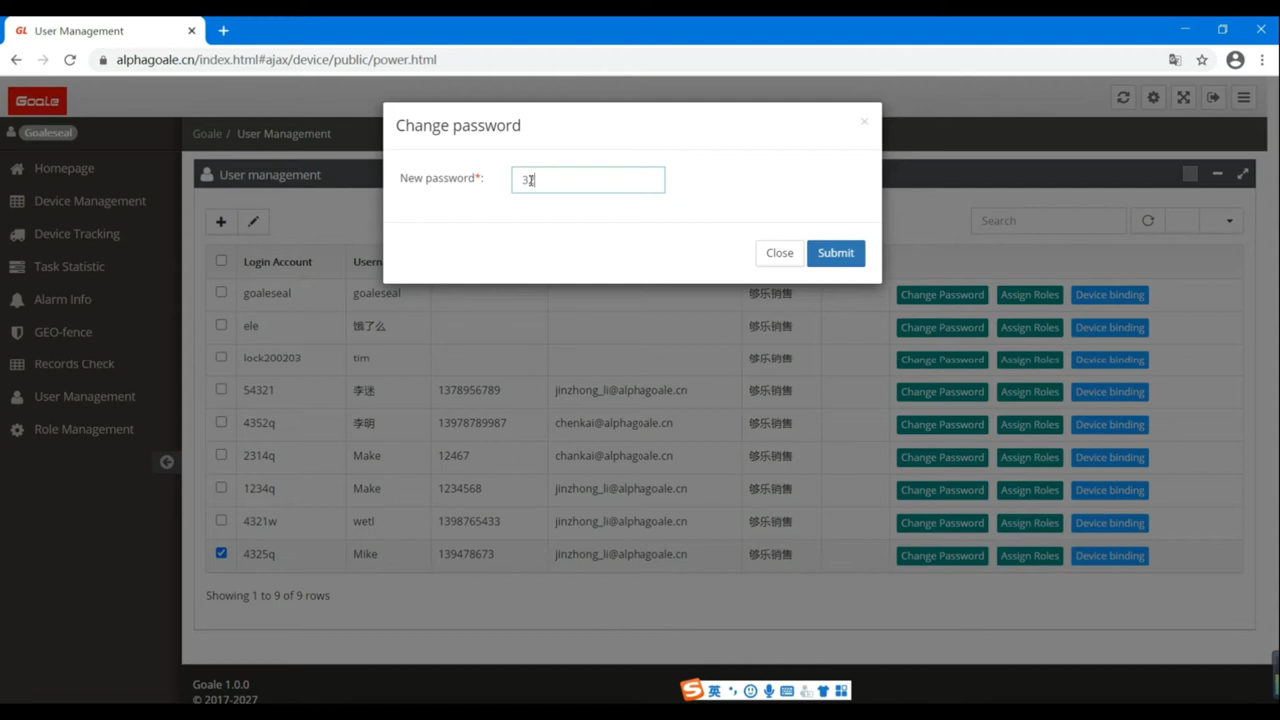 GL User Management
alphagoale.cn/index.html#ajax/device/public/power.html
Goale
Goaleseal
Goale / User Management
Homepage
Device Management
Device Tracking
Task Statistic
Alarm Info
GEO-fence
Records Check
User Management
Role Management
User management
Change password
New password*:
Close
Submit
Search
Login Account
goaleseal goaleseal 够乐销售 Change Password Assign Roles Device binding
ele 饿了么 够乐销售 Change Password Assign Roles Device binding
lock200203 tim 够乐销售 Change Password Assign Roles Device binding
54321 李迷 1378956789 jinzhong_li@alphagoale.cn 够乐销售 Change Password Assign Roles Device binding
4352q 李明 13978789987 chenkai@alphagoale.cn 够乐销售 Change Password Assign Roles Device binding
2314q Make 12467 chankai@alphagoale.cn 够乐销售 Change Password Assign Roles Device binding
1234q Make 1234568 jinzhong_li@alphagoale.cn 够乐销售 Change Password Assign Roles Device binding
4321w wetl 1398765433 jinzhong_li@alphagoale.cn 够乐销售 Change Password Assign Roles Device binding
4325q Mike 139478673 jinzhong_li@alphagoale.cn 够乐销售 Change Password Assign Roles Device binding
Showing 1 to 9 of 9 rows
Goale 1.0.0
© 2017-2027
英